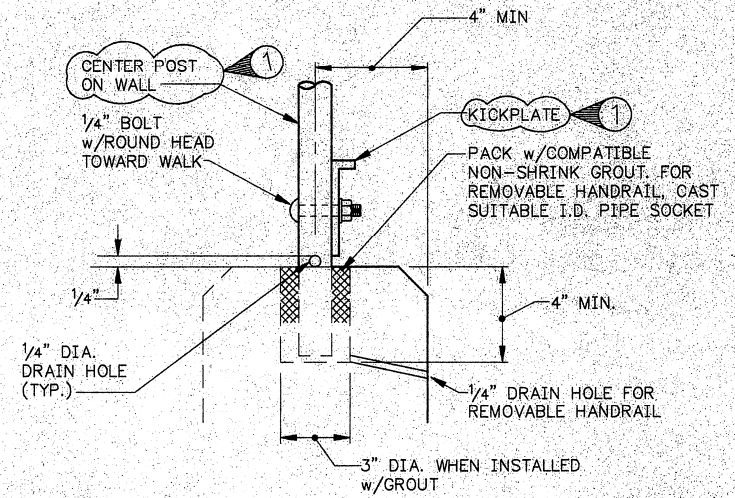 4" MIN
CENTER POST
ON WALL
1
1/4" BOLT
w/ROUND HEAD
TOWARD WALK
KICKPLATE
1
PACK w/COMPATIBLE
NON-SHRINK GROUT. FOR
REMOVABLE HANDRAIL, CAST
SUITABLE I.D. PIPE SOCKET
1/4"
4" MIN.
1/4" DIA.
DRAIN HOLE
(TYP.)
1/4" DRAIN HOLE FOR
REMOVABLE HANDRAIL
3" DIA. WHEN INSTALLED
w/GROUT